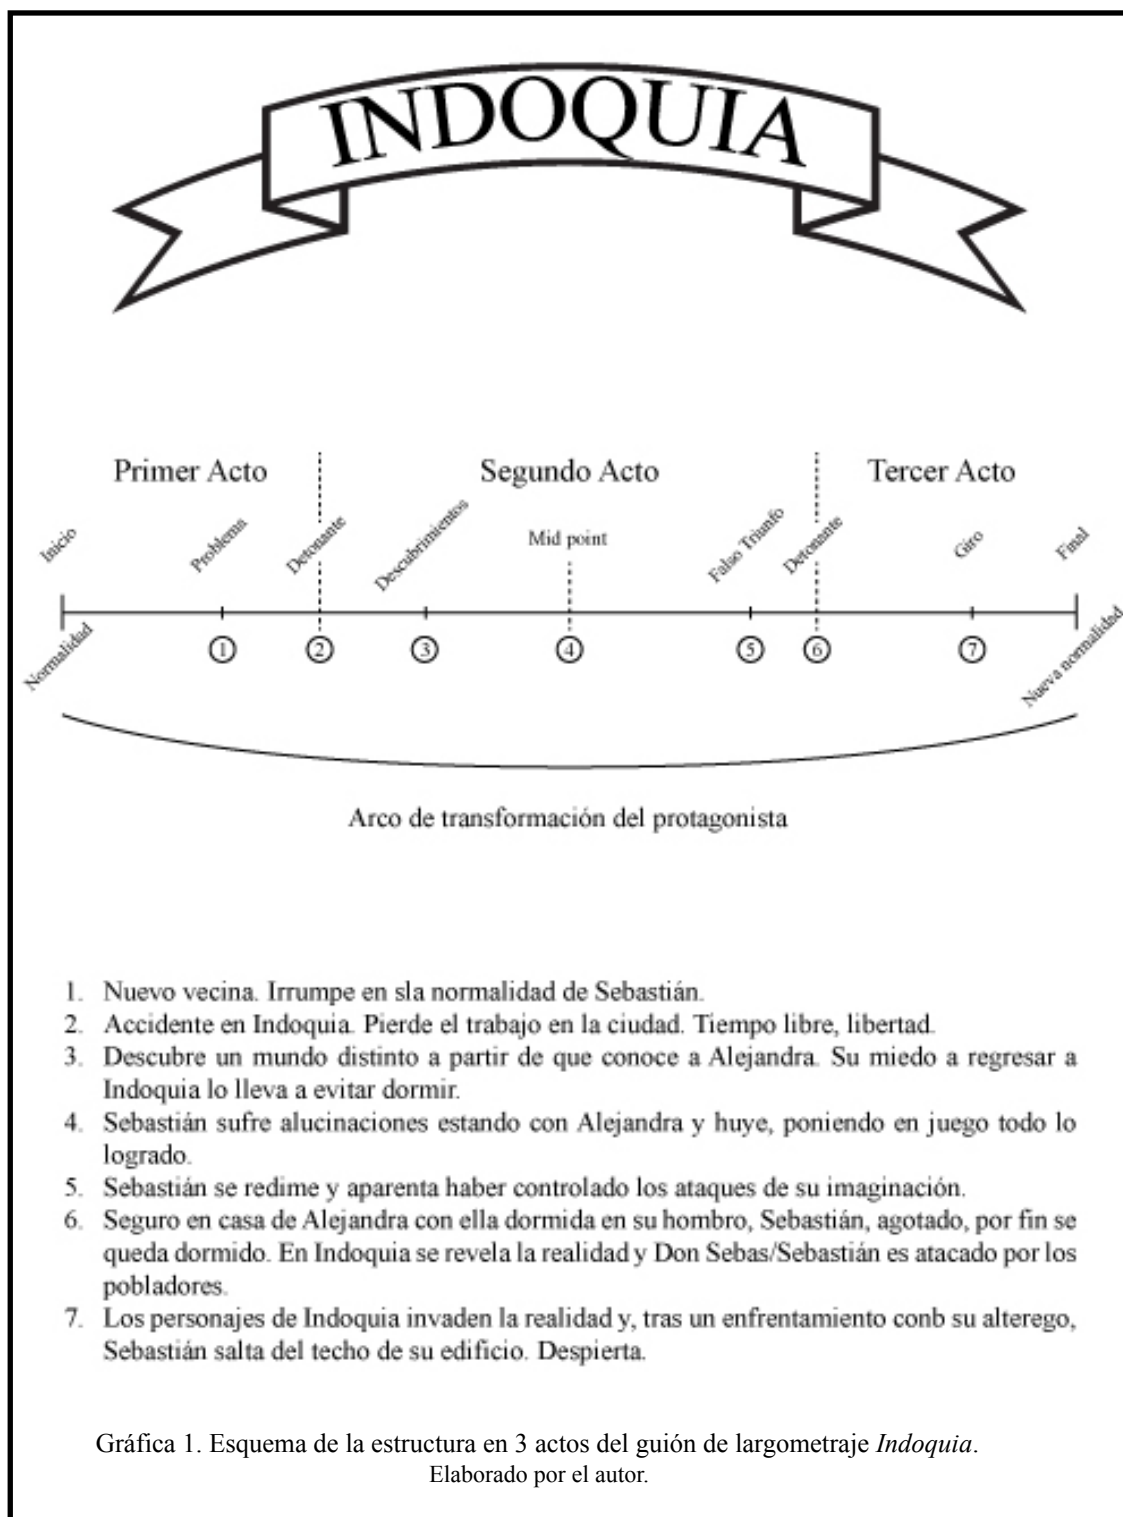 INDOQUIA
Primer Acto
Segundo Acto
Tercer Acto
Inicio
Problema
Detonante
Descubrimientos
Mid point
Falso Triunfo
Detonante
Giro
Final
Normalidad
1
2
3
4
5
6
7
Nueva normalidad
Arco de transformación del protagonista
1. Nuevo vecina. Irrumpe en sla normalidad de Sebastián.
2. Accidente en Indoquia. Pierde el trabajo en la ciudad. Tiempo libre, libertad.
3. Descubre un mundo distinto a partir de que conoce a Alejandra. Su miedo a regresar a
Indoquia lo lleva a evitar dormir.
4. Sebastián sufre alucinaciones estando con Alejandra y huye, poniendo en juego todo lo
logrado.
5. Sebastián se redime y aparenta haber controlado los ataques de su imaginación.
6. Seguro en casa de Alejandra con ella dormida en su hombro, Sebastián, agotado, por fin se
queda dormido. En Indoquia se revela la realidad y Don Sebas/Sebastián es atacado por los
pobladores.
7. Los personajes de Indoquia invaden la realidad y, tras un enfrentamiento conb su alterego,
Sebastián salta del techo de su edificio. Despierta.
Gráfica 1. Esquema de la estructura en 3 actos del guión de largometraje Indoquia.
Elaborado por el autor.